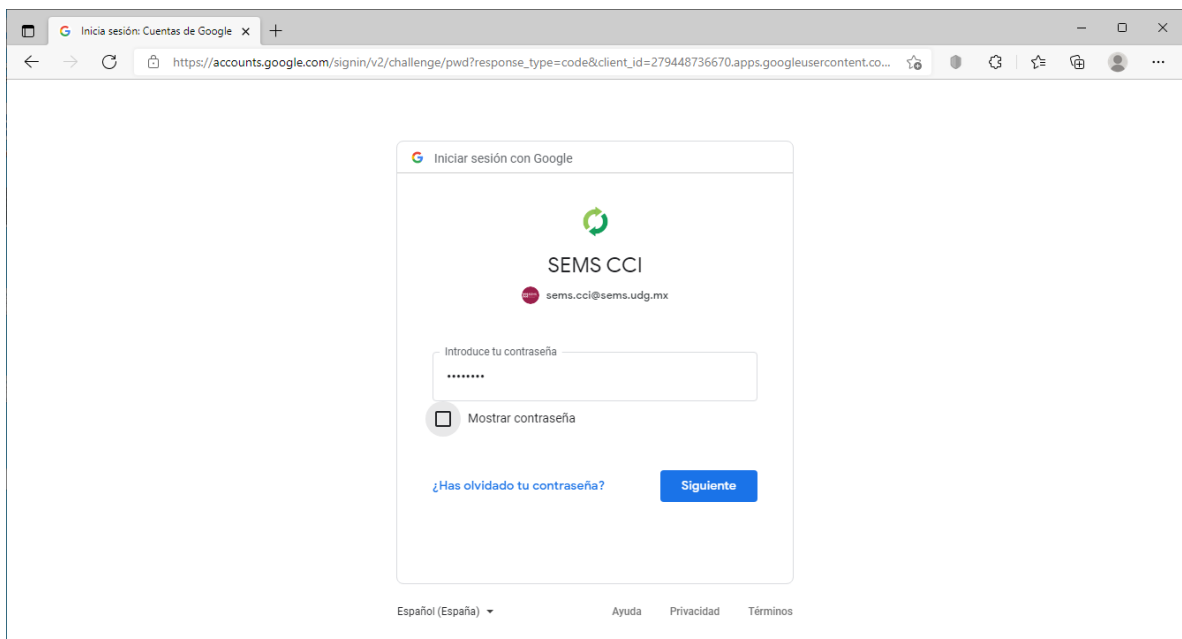 Inicia sesión: Cuentas de Google
https://accounts.google.com/signin/v2/challenge/pwd?response_type=code&client_id=279448736670.apps.googleusercontent.co...
Iniciar sesión con Google
SEMS CCI
sems.cci@sems.udg.mx
Introduce tu contraseña
••••••••
Mostrar contraseña
¿Has olvidado tu contraseña? Siguiente
Español (España) Ayuda Privacidad Términos